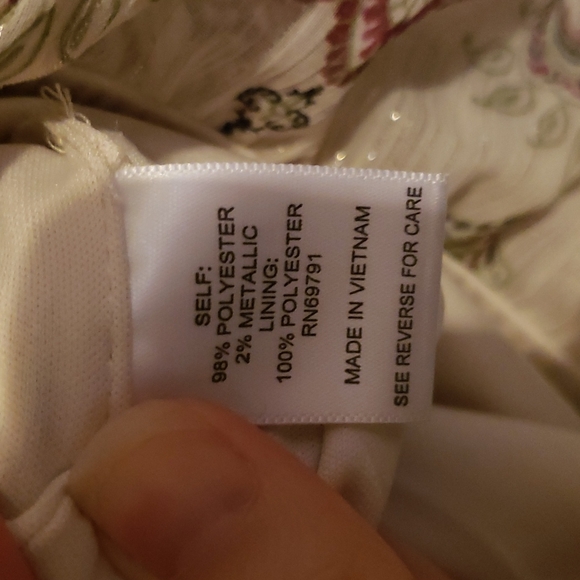 SELF:
98% POLYESTER
2% METALLIC
LINING:
100% POLYESTER
RN69791
MADE IN VIETNAM
SEE REVERSE FOR CARE